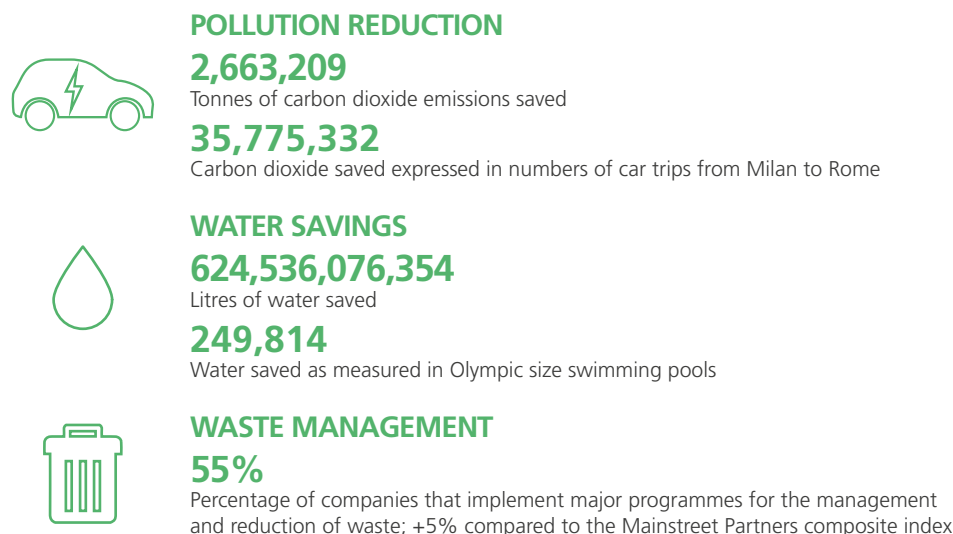 POLLUTION REDUCTION
2,663,209
Tonnes of carbon dioxide emissions saved
35,775,332
Carbon dioxide saved expressed in numbers of car trips from Milan to Rome
WATER SAVINGS
624,536,076,354
Litres of water saved
249,814
Water saved as measured in Olympic size swimming pools
WASTE MANAGEMENT
55%
Percentage of companies that implement major programmes for the management
and reduction of waste; +5% compared to the Mainstreet Partners composite index